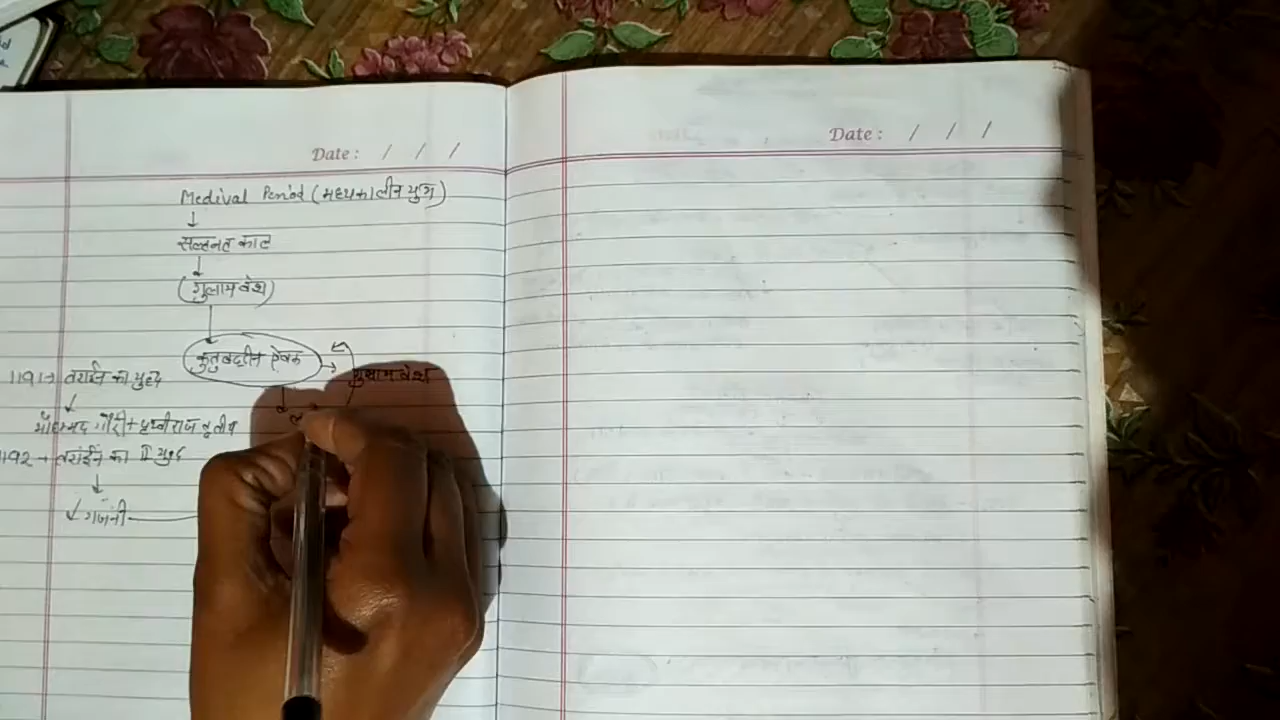 Date : / / /
Date : / / /
Medival Period (मध्यकालीन युग)
↓
सल्तनत काल
↓
(गुलाम वंश)
कुतुबद्दीन ऐबक → गुलाम वंश
1191 → तराईन का युद्ध
↓
मोहम्मद गौरी + पृथ्वीराज तृतीय
1192 → तराईन का II युद्ध
↓
गजनी